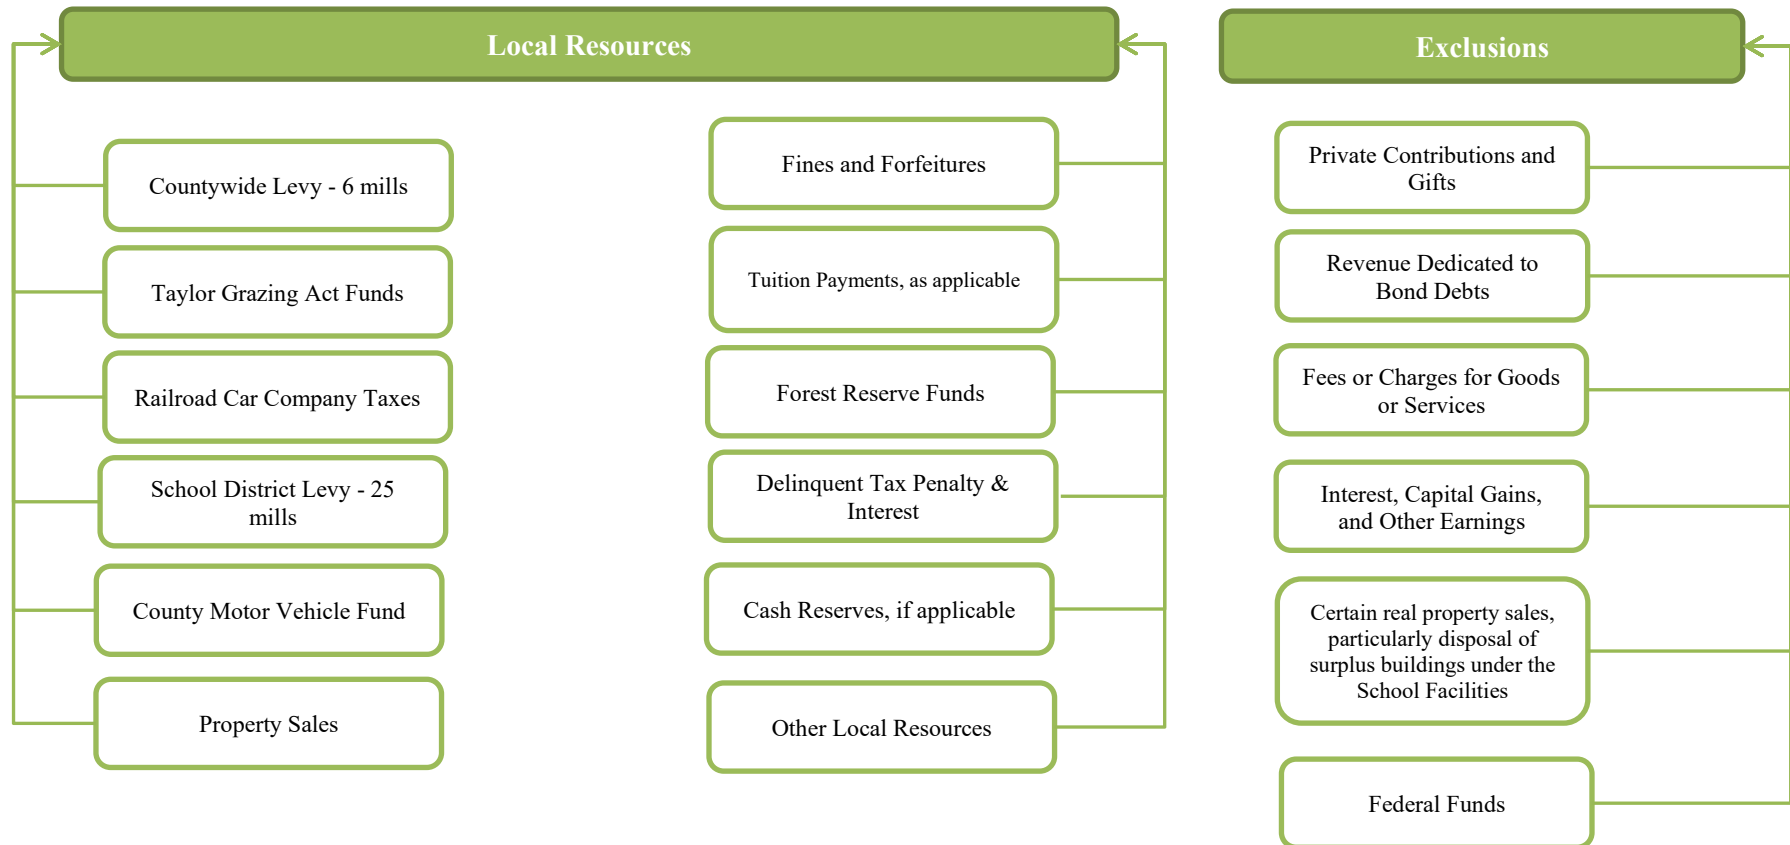 Local Resources
Countywide Levy - 6 mills
Taylor Grazing Act Funds
Railroad Car Company Taxes
School District Levy - 25
mills
County Motor Vehicle Fund
Property Sales
Fines and Forfeitures
Tuition Payments, as applicable
Forest Reserve Funds
Delinquent Tax Penalty &
Interest
Cash Reserves, if applicable
Other Local Resources
Exclusions
Private Contributions and
Gifts
Revenue Dedicated to
Bond Debts
Fees or Charges for Goods
or Services
Interest, Capital Gains,
and Other Earnings
Certain real property sales,
particularly disposal of
surplus buildings under the
School Facilities
Federal Funds